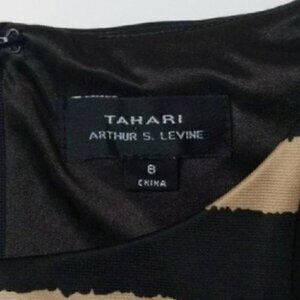 TAHARI
ARTHUR S. LEVINE
8
CHINA